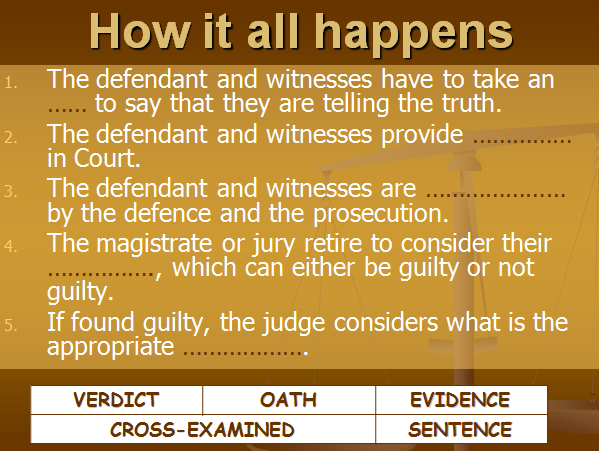 How it all happens
1. The defendant and witnesses have to take an
…… to say that they are telling the truth.
2. The defendant and witnesses provide ……………
in Court.
3. The defendant and witnesses are …………………
by the defence and the prosecution.
4. The magistrate or jury retire to consider their
……………., which can either be guilty or not
guilty.
5. If found guilty, the judge considers what is the
appropriate ……………….
VERDICT OATH EVIDENCE
CROSS-EXAMINED SENTENCE